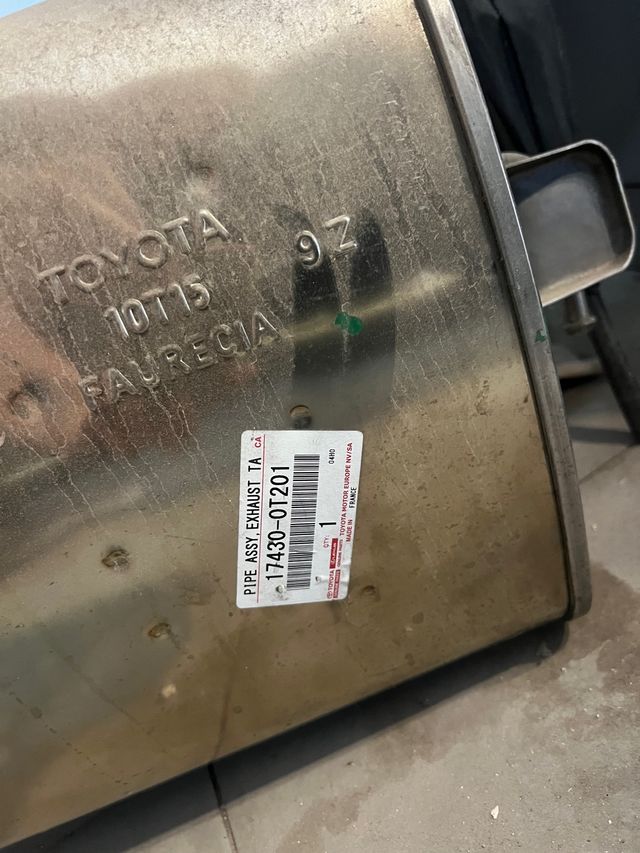 TOYOTA 9Z
10T15
FAURECIA
PIPE ASSY, EXHAUST TA CA
17430-0T201
04H0
QTY: 1
TOYOTA
TOYOTA MOTOR EUROPE NV/SA
MADE IN FRANCE